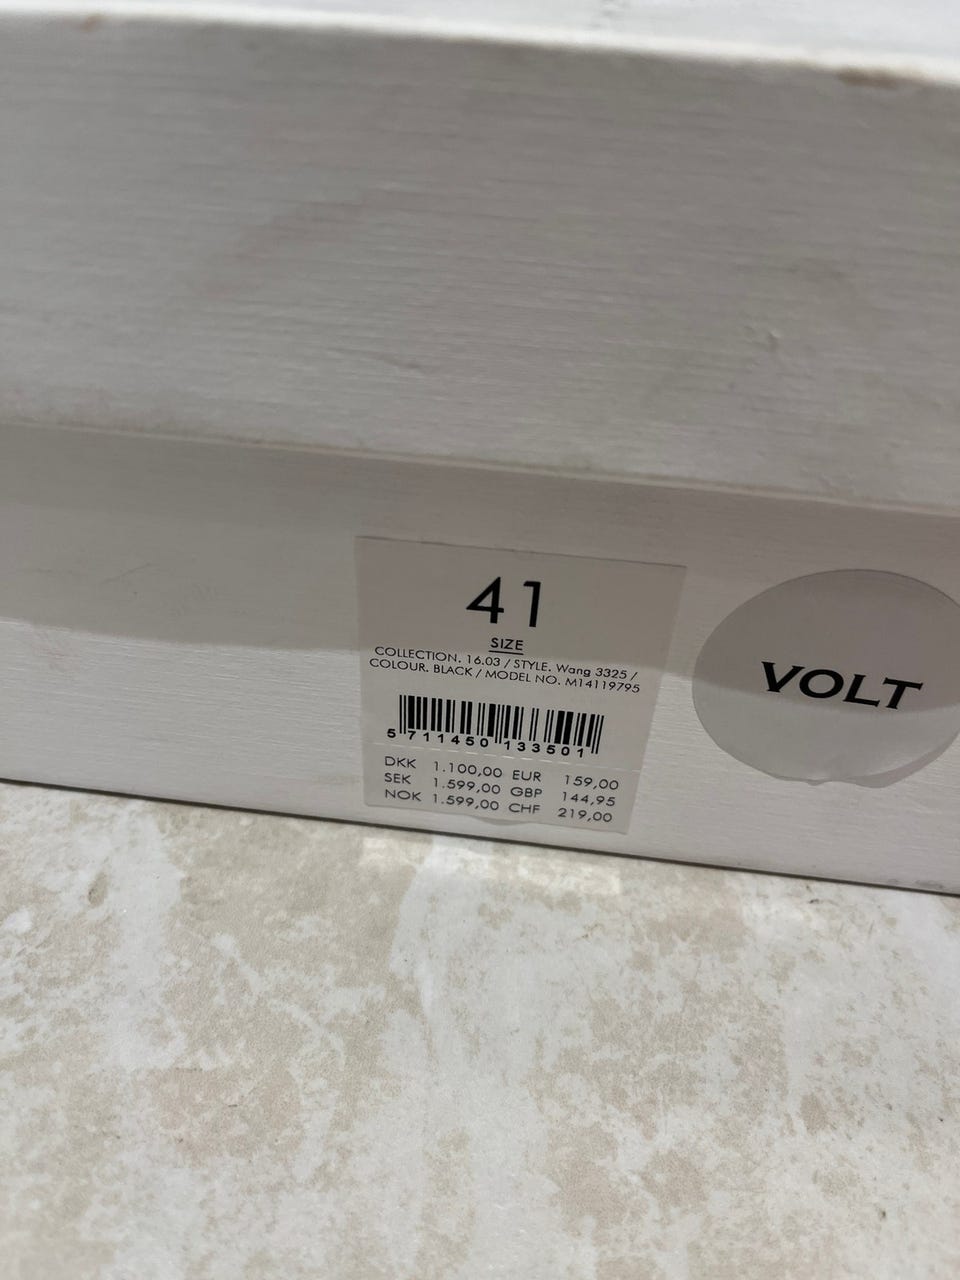 41
SIZE
COLLECTION. 16.03 / STYLE. Wang 3325 /
COLOUR. BLACK / MODEL NO. M14119795
5 711450 133501
DKK 1.100,00 EUR 159,00
SEK 1.599,00 GBP 144,95
NOK 1.599,00 CHF 219,00
VOLT